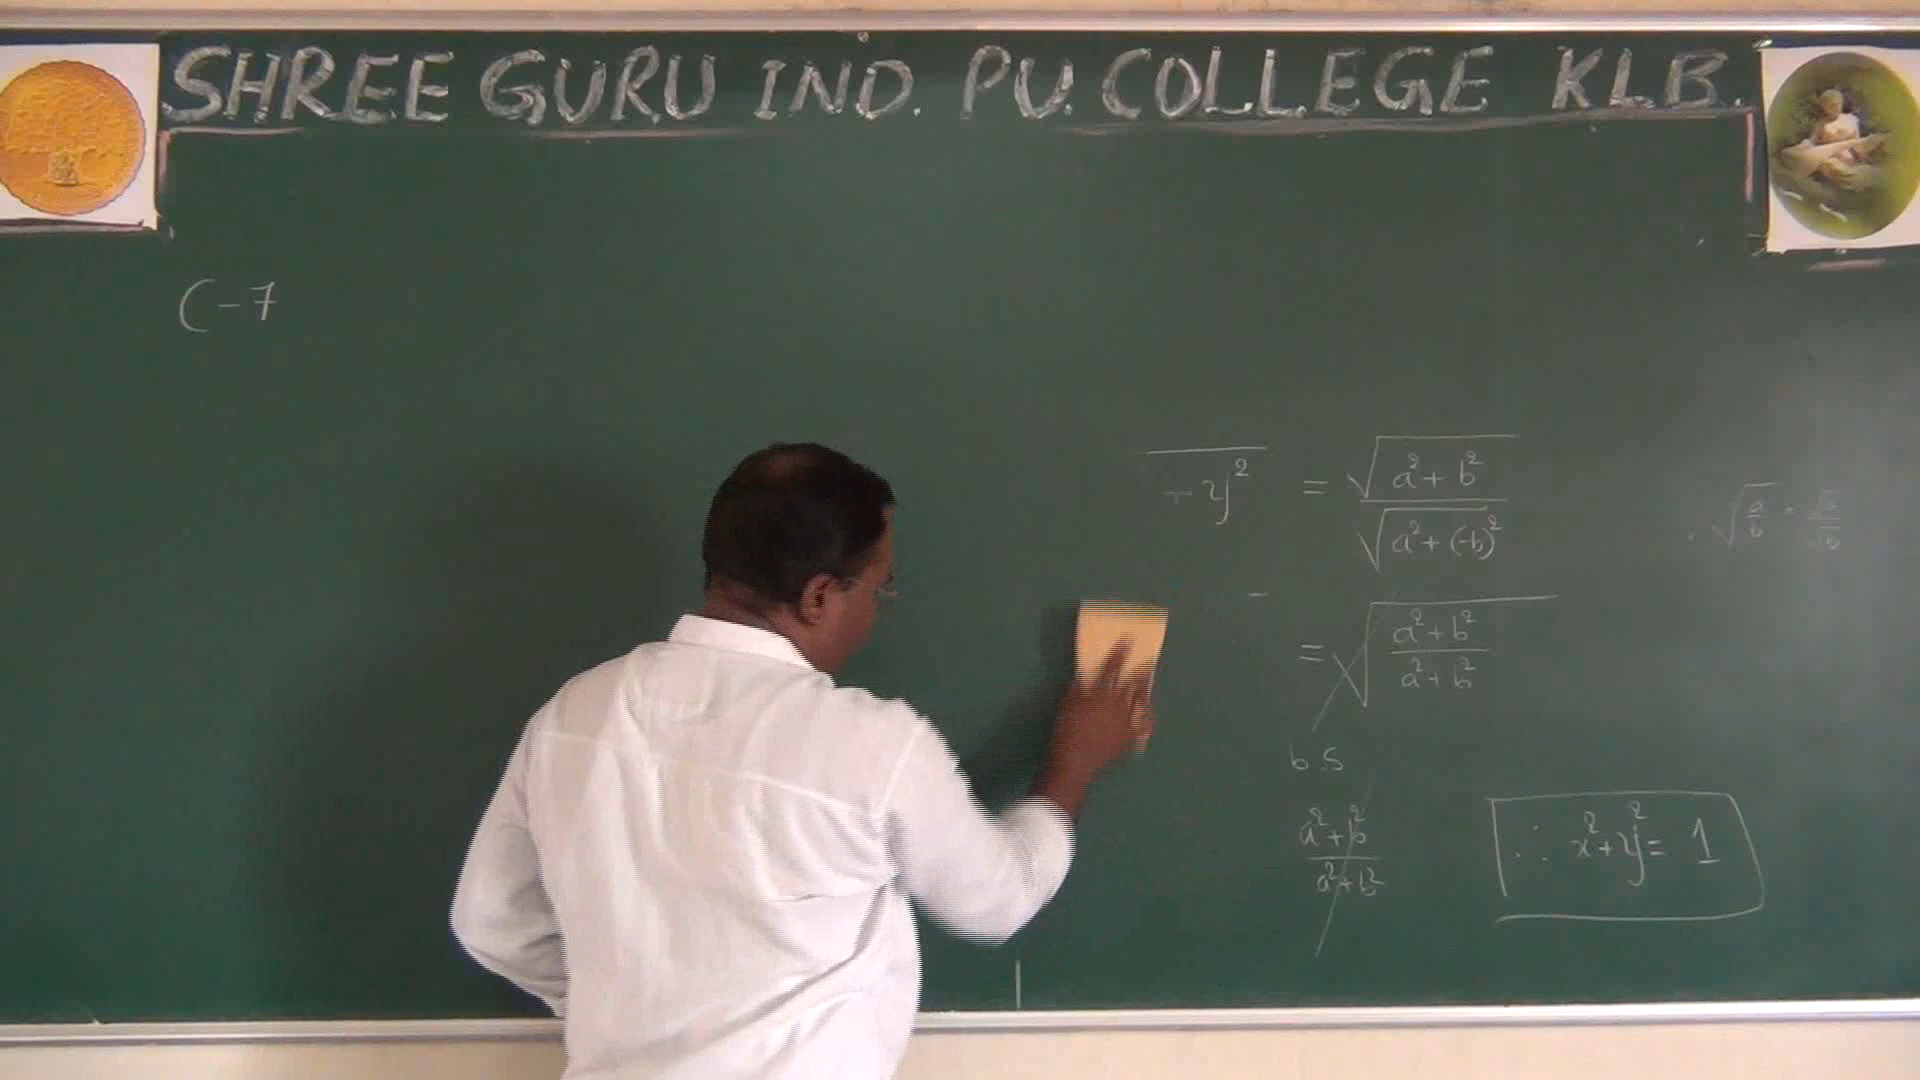 SHREE GURU IND. PU. COLLEGE KLB.
C-7
+ y² = √(a² + b²) / √(a² + (-b)²)
√(a/b) = √a/√b
= √((a² + b²) / (a² + b²))
b.s
(a² + b²) / (a² + b²)
∴ x² + y² = 1